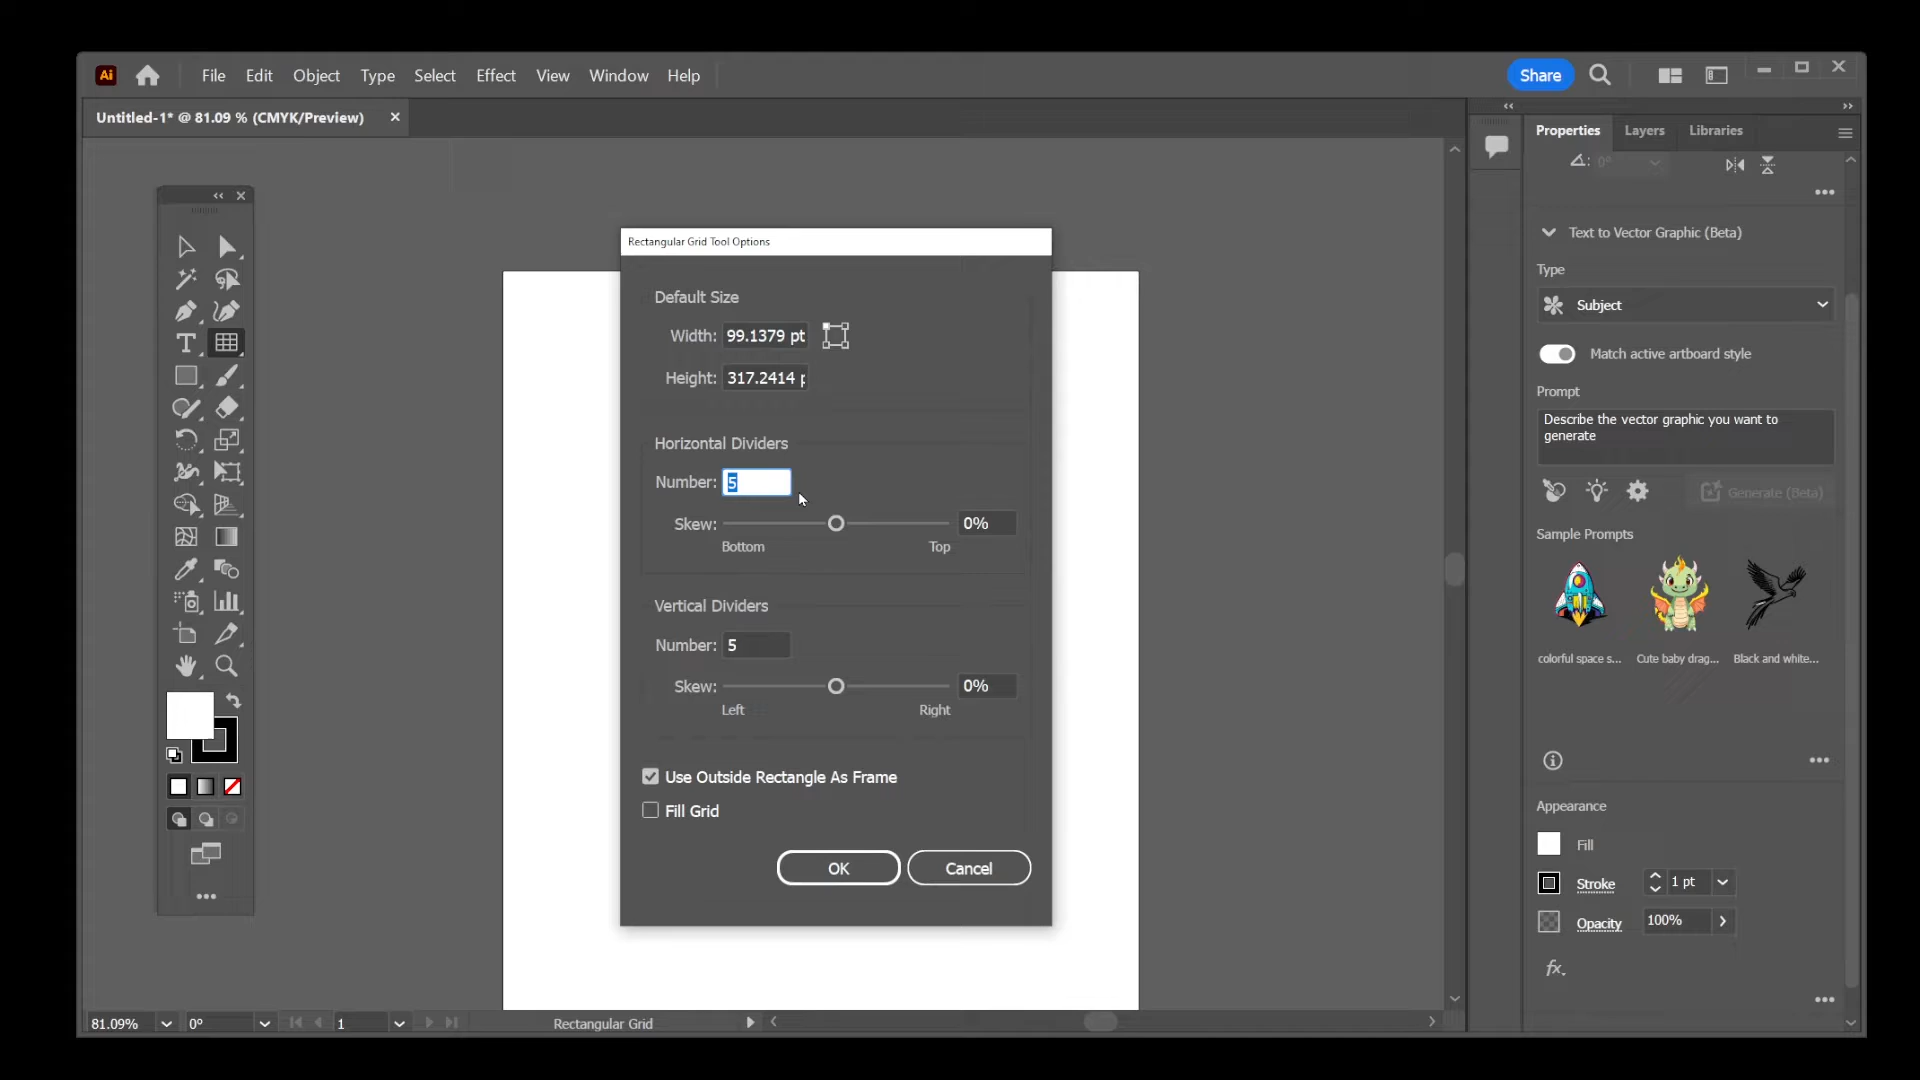 Ai
File Edit Object Type Select Effect View Window Help
Share
Untitled-1* @ 81.09 % (CMYK/Preview)
Rectangular Grid Tool Options
Default Size
Width: 99.1379 pt
Height: 317.2414 p
Horizontal Dividers
Number: 5
Skew: 0%
Bottom Top
Vertical Dividers
Number: 5
Skew: 0%
Left Right
Use Outside Rectangle As Frame
Fill Grid
OK Cancel
Properties Layers Libraries
0°
Text to Vector Graphic (Beta)
Type
Subject
Match active artboard style
Prompt
Describe the vector graphic you want to
generate
Generate (Beta)
Sample Prompts
colorful space s... Cute baby drag... Black and white...
Appearance
Fill
Stroke 1 pt
Opacity 100%
fx.
81.09% 0° 1 Rectangular Grid